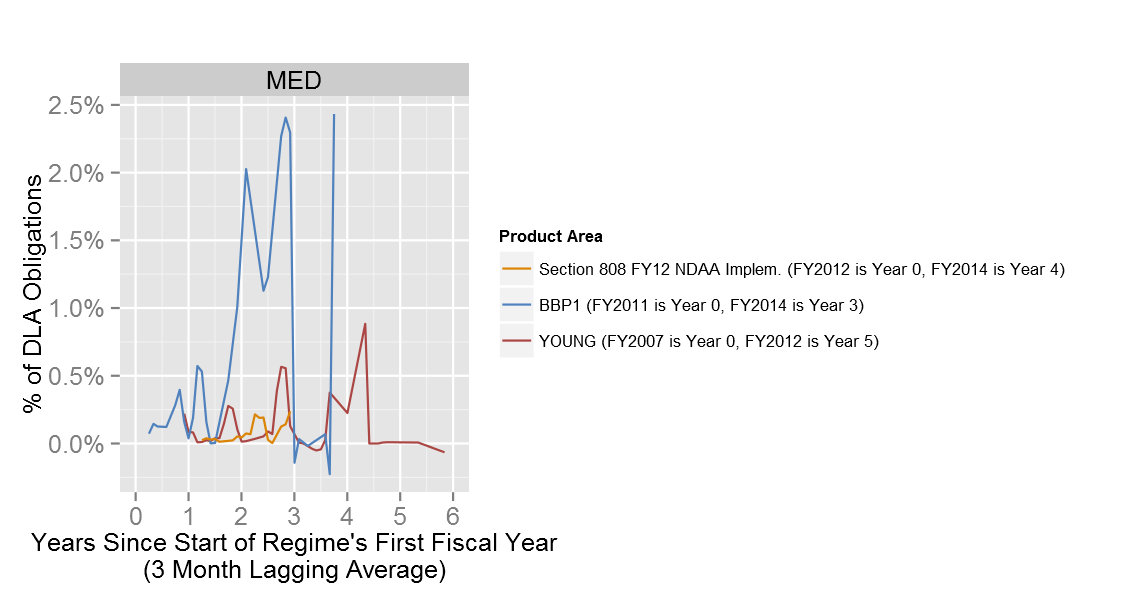 MED
2.5%
2.0%
1.5%
1.0%
0.5%
0.0%
% of DLA Obligations
0 1 2 3 4 5 6
Years Since Start of Regime's First Fiscal Year
(3 Month Lagging Average)
Product Area
Section 808 FY12 NDAA Implem. (FY2012 is Year 0, FY2014 is Year 4)
BBP1 (FY2011 is Year 0, FY2014 is Year 3)
YOUNG (FY2007 is Year 0, FY2012 is Year 5)